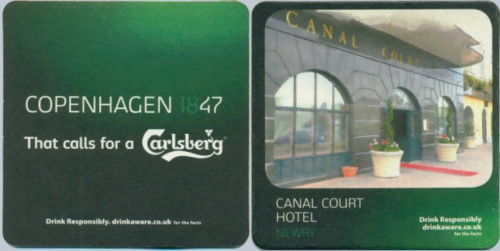 COPENHAGEN 1847
That calls for a Carlsberg
Drink Responsibly. drinkaware.co.uk for the facts
CANAL COURT
CANAL COURT
HOTEL
NEWRY
Drink Responsibly
drinkaware.co.uk
for the facts